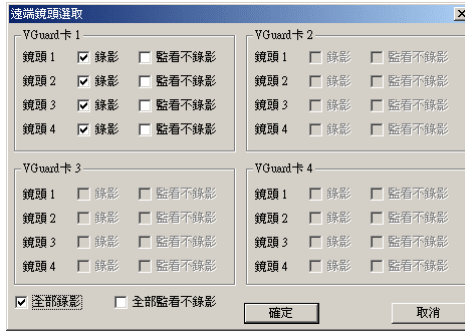 遠端鏡頭選取
VGuard卡 1
鏡頭 1 錄影 監看不錄影
鏡頭 2 錄影 監看不錄影
鏡頭 3 錄影 監看不錄影
鏡頭 4 錄影 監看不錄影
VGuard卡 2
鏡頭 1 錄影 監看不錄影
鏡頭 2 錄影 監看不錄影
鏡頭 3 錄影 監看不錄影
鏡頭 4 錄影 監看不錄影
VGuard卡 3
鏡頭 1 錄影 監看不錄影
鏡頭 2 錄影 監看不錄影
鏡頭 3 錄影 監看不錄影
鏡頭 4 錄影 監看不錄影
VGuard卡 4
鏡頭 1 錄影 監看不錄影
鏡頭 2 錄影 監看不錄影
鏡頭 3 錄影 監看不錄影
鏡頭 4 錄影 監看不錄影
全部錄影 全部監看不錄影 確定 取消